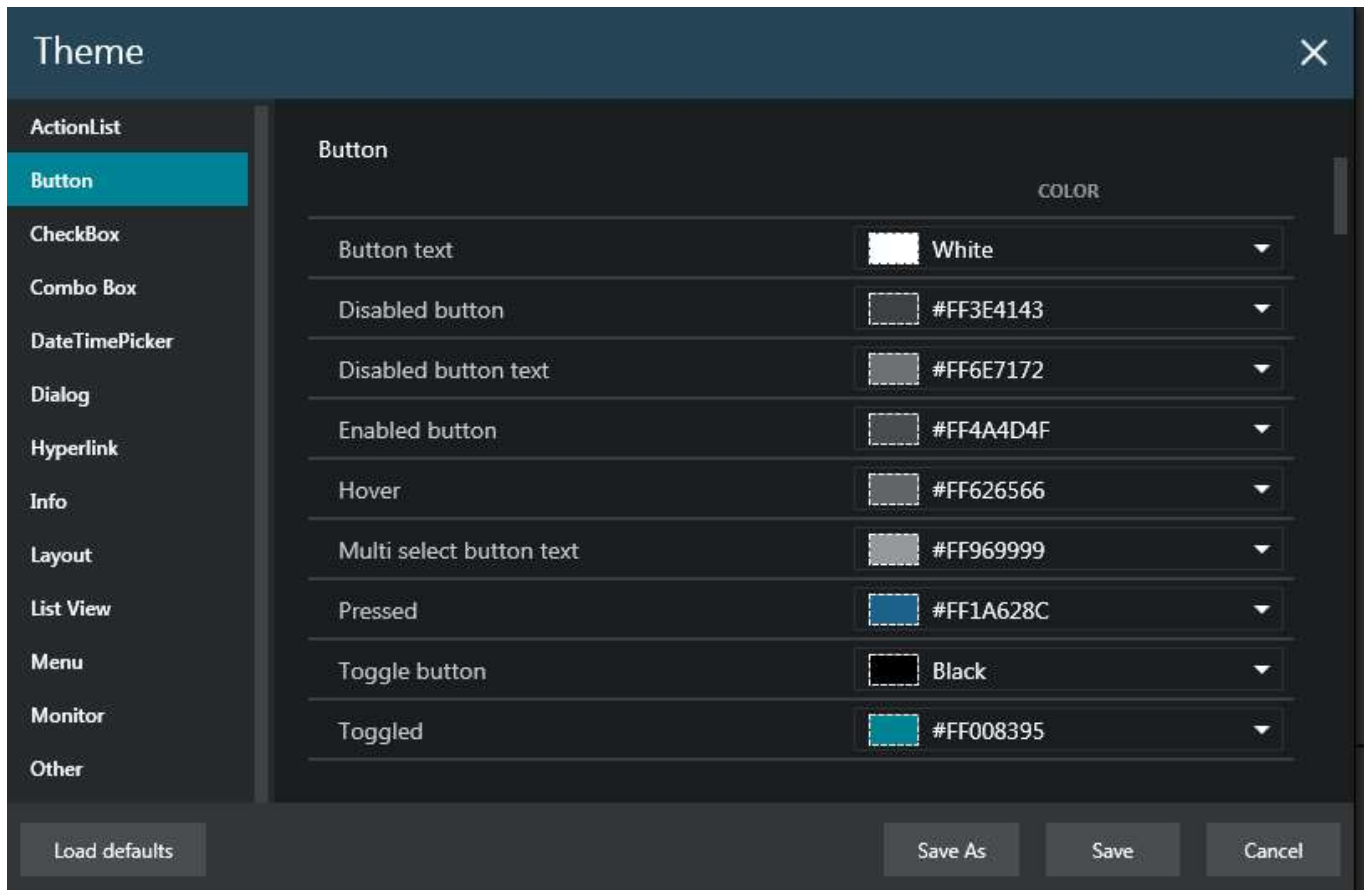 Theme
ActionList
Button
CheckBox
Combo Box
DateTimePicker
Dialog
Hyperlink
Info
Layout
List View
Menu
Monitor
Other
Button
COLOR
Button text White
Disabled button #FF3E4143
Disabled button text #FF6E7172
Enabled button #FF4A4D4F
Hover #FF626566
Multi select button text #FF969999
Pressed #FF1A628C
Toggle button Black
Toggled #FF008395
Load defaults Save As Save Cancel